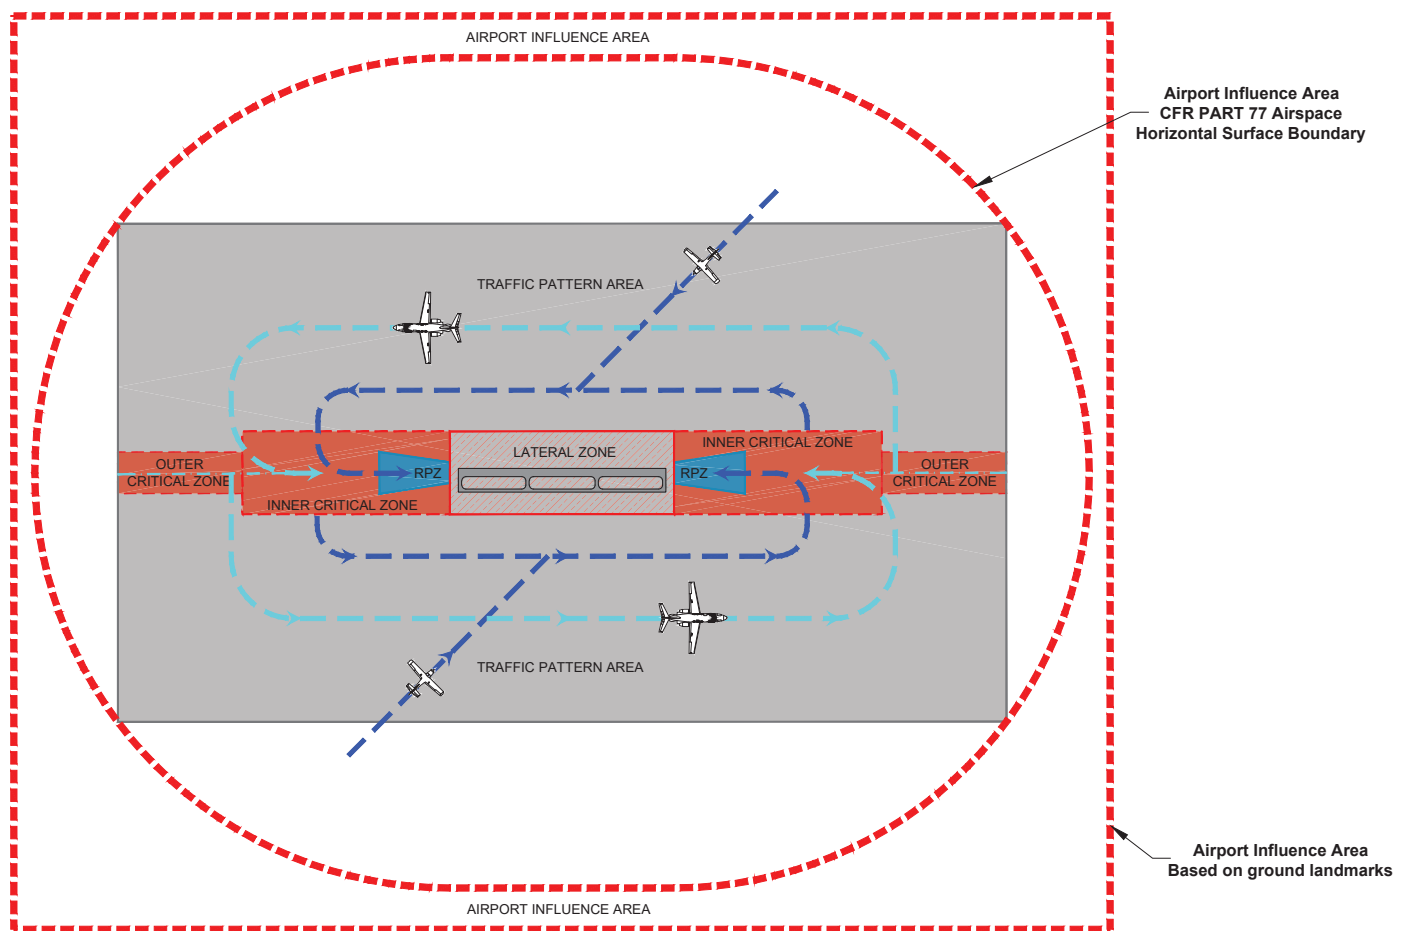 AIRPORT INFLUENCE AREA
Airport Influence Area
CFR PART 77 Airspace
Horizontal Surface Boundary
TRAFFIC PATTERN AREA
INNER CRITICAL ZONE
LATERAL ZONE
OUTER
CRITICAL ZONE
RPZ
RPZ
OUTER
CRITICAL ZONE
INNER CRITICAL ZONE
TRAFFIC PATTERN AREA
Airport Influence Area
Based on ground landmarks
AIRPORT INFLUENCE AREA